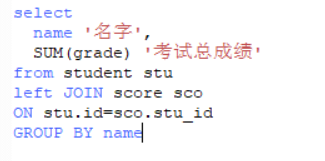 select
name '名字',
SUM(grade) '考试总成绩'
from student stu
left JOIN score sco
ON stu.id=sco.stu_id
GROUP BY name